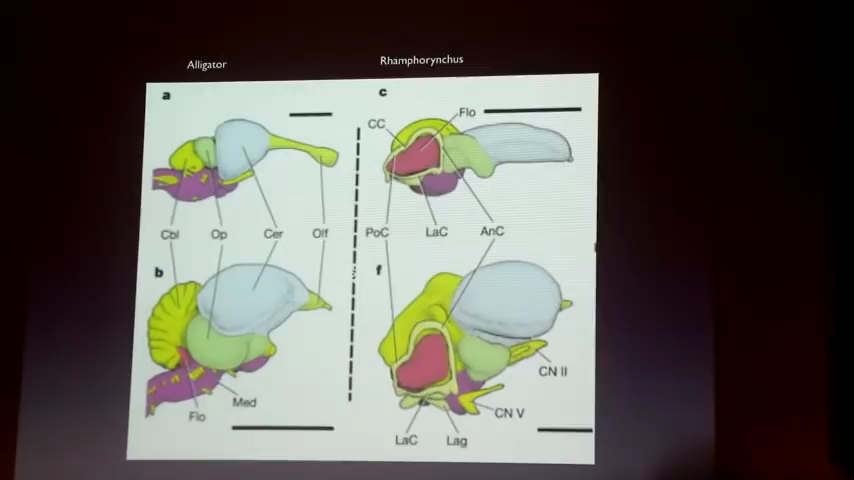 Alligator
Rhamphorynchus
a
c
Flo
CC
Cbl
Op
Cer
Olf
PoC
LaC
AnC
b
f
CN II
Med
Flo
CN V
LaC
Lag